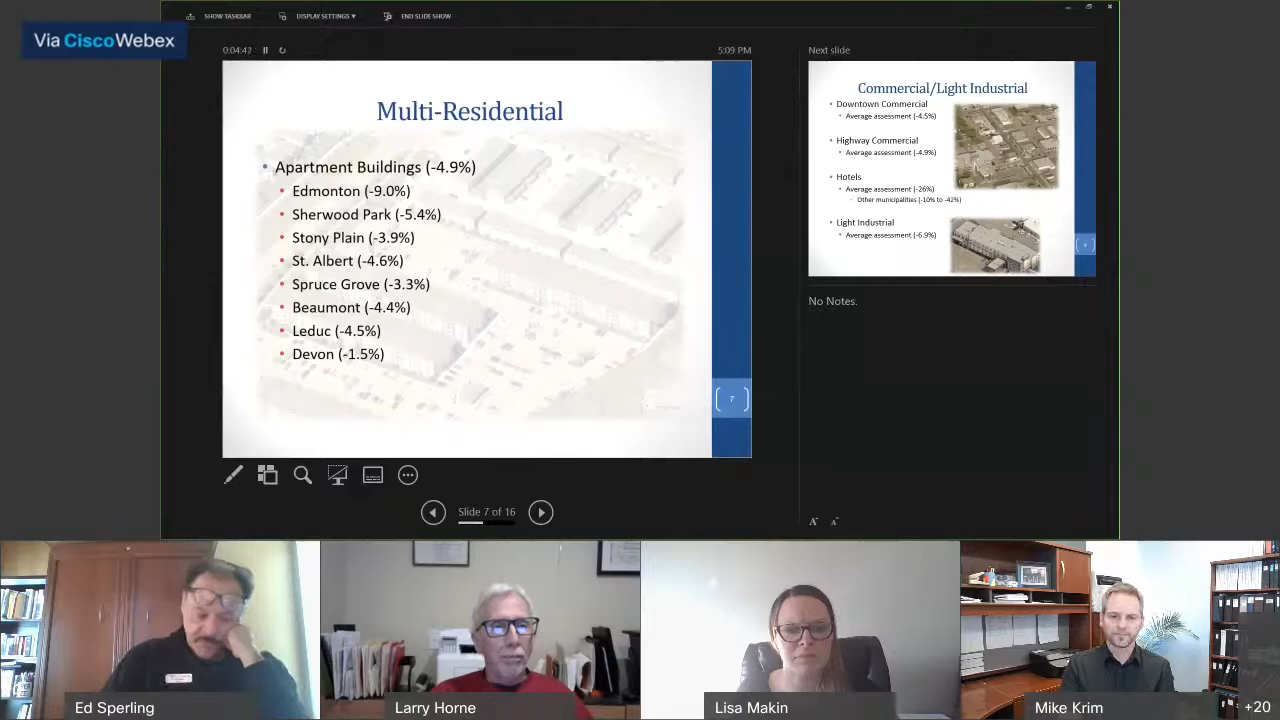 SHOW TASKBAR
DISPLAY SETTINGS ▼
END SLIDE SHOW
Via CiscoWebex
0:04:47
5:09 PM
Next slide
Multi-Residential
• Apartment Buildings (-4.9%)
• Edmonton (-9.0%)
• Sherwood Park (-5.4%)
• Stony Plain (-3.9%)
• St. Albert (-4.6%)
• Spruce Grove (-3.3%)
• Beaumont (-4.4%)
• Leduc (-4.5%)
• Devon (-1.5%)
7
Commercial/Light Industrial
• Downtown Commercial
• Average assessment (-4.5%)
• Highway Commercial
• Average assessment (-4.9%)
• Hotels
• Average assessment (-26%)
Other municipalities (-10% to -42%)
• Light Industrial
• Average assessment (-6.9%)
No Notes.
Slide 7 of 16
A A
Ed Sperling
Larry Horne
Lisa Makin
Mike Krim
+20